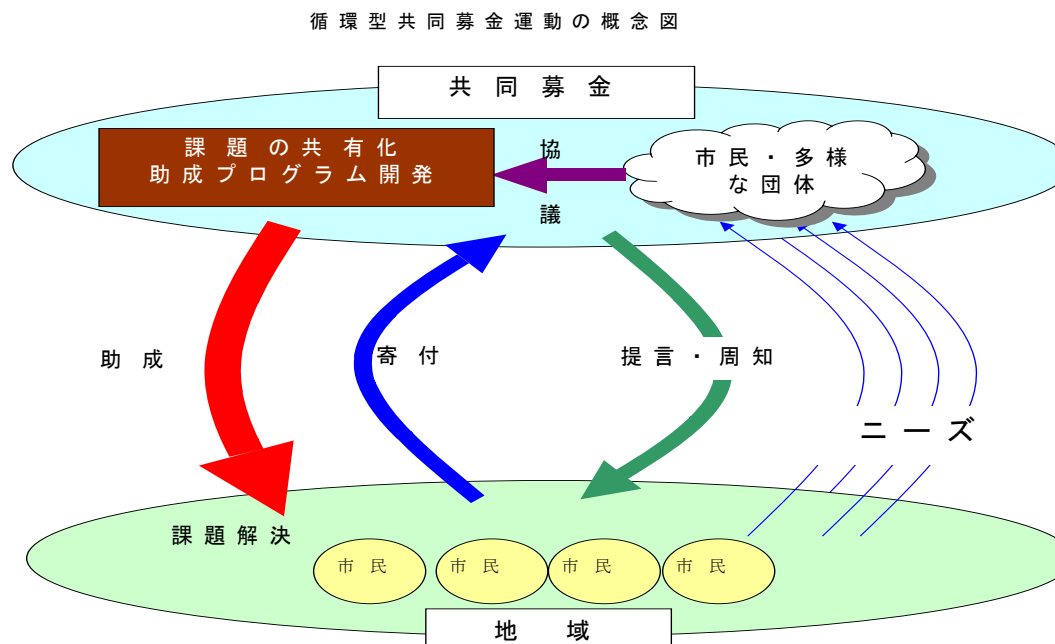 循環型共同募金運動の概念図
共同募金
課題の共有化
助成プログラム開発
協
議
市民・多様
な団体
助成
寄付
提言・周知
ニーズ
課題解決
市民
市民
市民
市民
地域